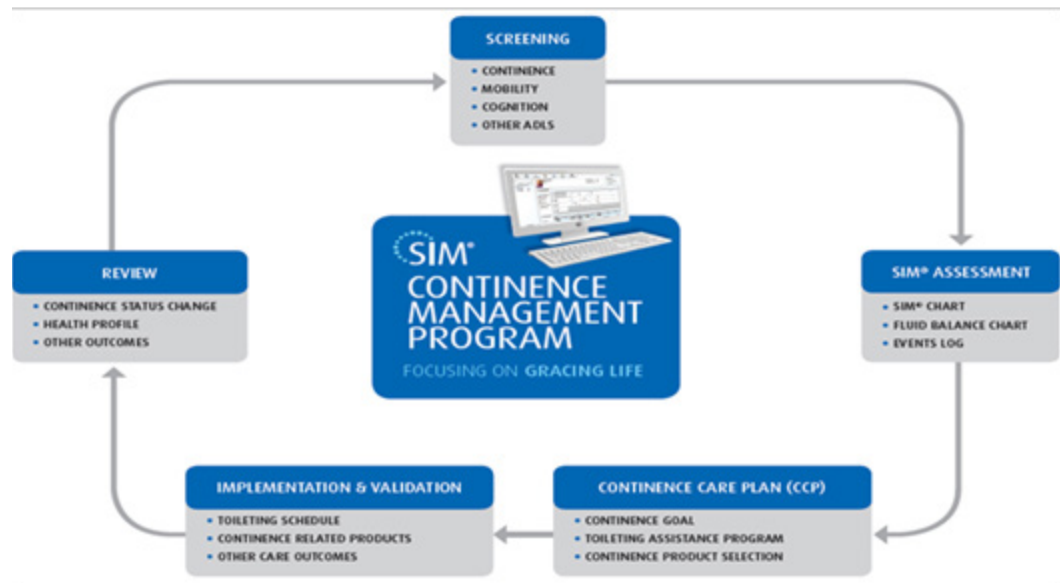 SCREENING
• CONTINENCE
• MOBILITY
• COGNITION
• OTHER ADLS
SIM® ASSESSMENT
• SIM® CHART
• FLUID BALANCE CHART
• EVENTS LOG
CONTINENCE CARE PLAN (CCP)
• CONTINENCE GOAL
• TOILETING ASSISTANCE PROGRAM
• CONTINENCE PRODUCT SELECTION
IMPLEMENTATION & VALIDATION
• TOILETING SCHEDULE
• CONTINENCE RELATED PRODUCTS
• OTHER CARE OUTCOMES
REVIEW
• CONTINENCE STATUS CHANGE
• HEALTH PROFILE
• OTHER OUTCOMES
SIM®
CONTINENCE
MANAGEMENT
PROGRAM
FOCUSING ON GRACING LIFE